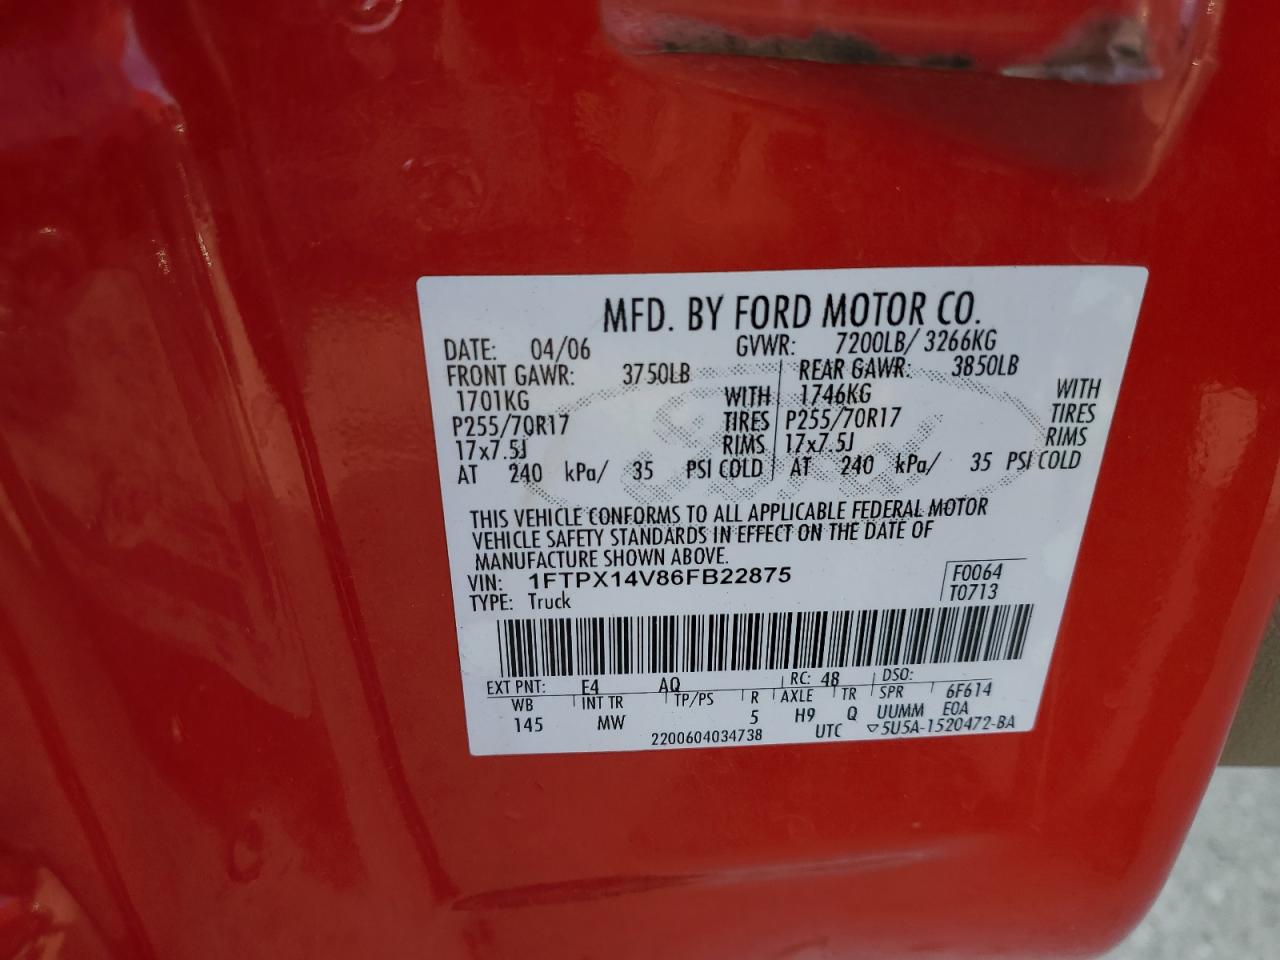 MFD. BY FORD MOTOR CO.
DATE: 04/06 GVWR: 7200LB/ 3266KG
FRONT GAWR: 3750LB REAR GAWR: 3850LB
1701KG WITH 1746KG WITH
P255/70R17 TIRES P255/70R17 TIRES
17x7.5J RIMS 17x7.5J RIMS
AT 240 kPa/ 35 PSI COLD AT 240 kPa/ 35 PSI COLD
THIS VEHICLE CONFORMS TO ALL APPLICABLE FEDERAL MOTOR
VEHICLE SAFETY STANDARDS IN EFFECT ON THE DATE OF
MANUFACTURE SHOWN ABOVE.
VIN: 1FTPX14V86FB22875 F0064
TYPE: Truck T0713
EXT PNT: E4 AQ RC: 48 DSO:
WB INT TR TP/PS R AXLE TR SPR 6F614
145 MW 5 H9 Q UUMM E0A
2200604034738 UTC ▽5U5A-1520472-BA